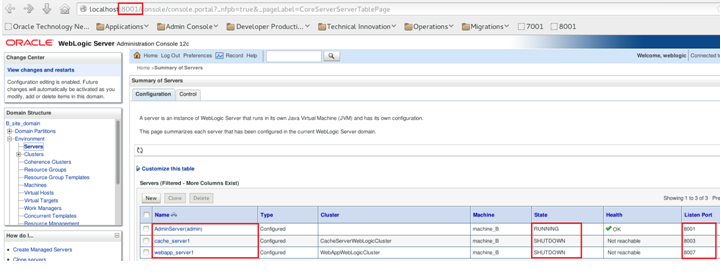 localhost:8001/console/console.portal?_nfpb=true&_pageLabel=CoreServerServerTablePage
Oracle Technology Ne... Applications Admin Console Developer Producti... Technical Innovation Operations Migrations 7001 8001
ORACLE WebLogic Server Administration Console 12c
Change Center
View changes and restarts
Configuration editing is enabled. Future
changes will automatically be activated as you
modify, add or delete items in this domain.
Domain Structure
B_site_domain
Domain Partitions
Environment
Servers
Clusters
Coherence Clusters
Resource Groups
Resource Group Templates
Machines
Virtual Hosts
Virtual Targets
Work Managers
Concurrent Templates
Resource Management
How do I...
Create Managed Servers
Clone servers
Home Log Out Preferences Record Help
Welcome, weblogic Connected to
Home >Summary of Servers
Summary of Servers
Configuration Control
A server is an instance of WebLogic Server that runs in its own Java Virtual Machine (JVM) and has its own configuration.
This page summarizes each server that has been configured in the current WebLogic Server domain.
Customize this table
Servers (Filtered - More Columns Exist)
New Clone Delete Showing 1 to 3 of 3 Pre
Name Type Cluster Machine State Health Listen Port
AdminServer(admin) Configured machine_B RUNNING OK 8001
cache_server1 Configured CacheServerWebLogicCluster machine_B SHUTDOWN Not reachable 8003
webapp_server1 Configured WebAppWebLogicCluster machine_B SHUTDOWN Not reachable 8007